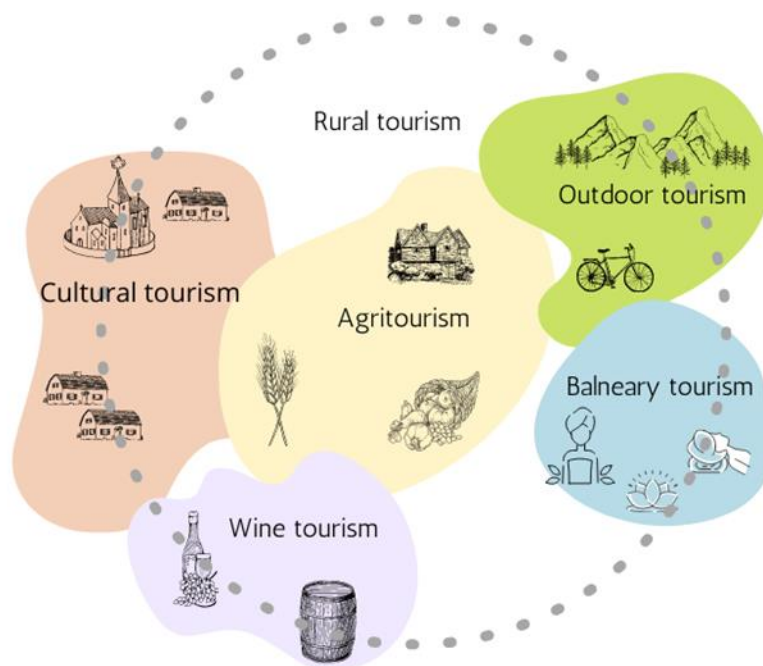 Rural tourism
Outdoor tourism
Cultural tourism
Agritourism
Balneary tourism
Wine tourism